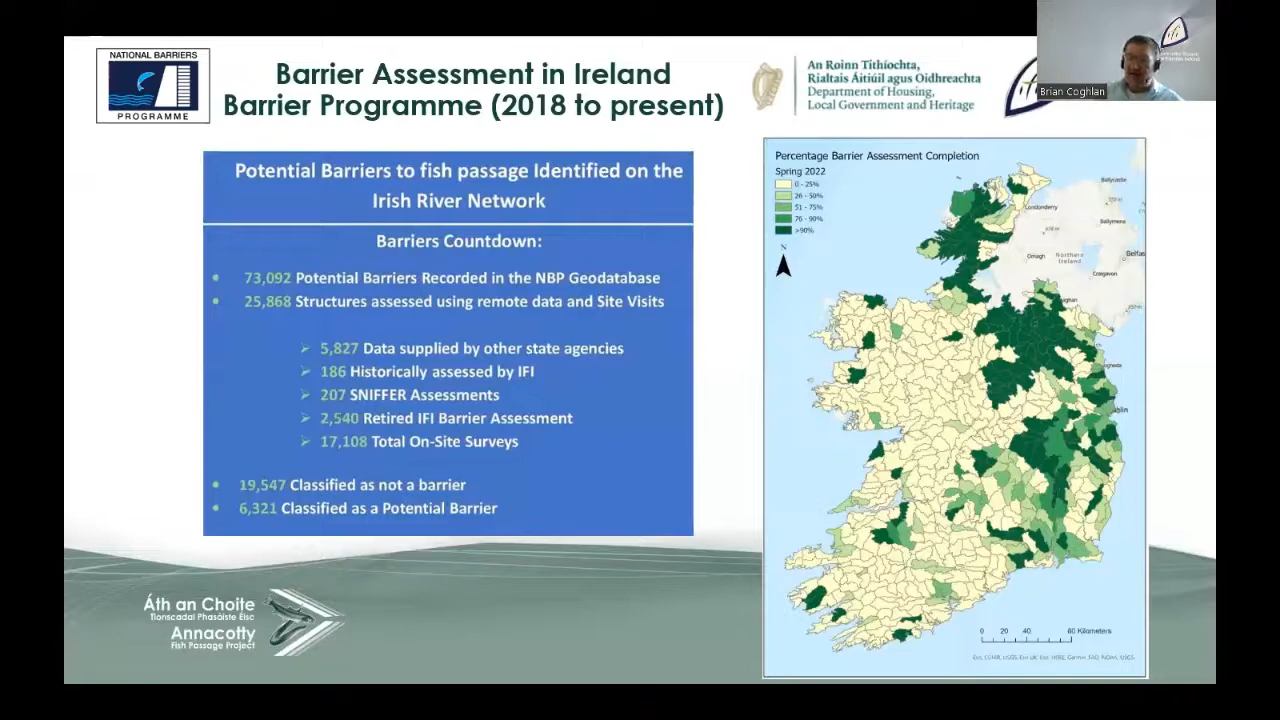 NATIONAL BARRIERS
PROGRAMME
Barrier Assessment in Ireland
Barrier Programme (2018 to present)
An Roinn Tithíochta,
Rialtais Áitiúil agus Oidhreachta
Department of Housing,
Local Government and Heritage
Brian Coghlan
Potential Barriers to fish passage Identified on the
Irish River Network
Barriers Countdown:
• 73,092 Potential Barriers Recorded in the NBP Geodatabase
• 25,868 Structures assessed using remote data and Site Visits
➢ 5,827 Data supplied by other state agencies
➢ 186 Historically assessed by IFI
➢ 207 SNIFFER Assessments
➢ 2,540 Retired IFI Barrier Assessment
➢ 17,108 Total On-Site Surveys
• 19,547 Classified as not a barrier
• 6,321 Classified as a Potential Barrier
Percentage Barrier Assessment Completion
Spring 2022
0 - 25%
26 - 50%
51 - 75%
76 - 90%
>90%
N
Ballycastle
Londonderry
Ballymena
Omagh
Northern
Ireland
Belfas
Craigavon
0 20 40 60 Kilometers
Áth an Choite
Tionscadal Phasáiste Éisc
Annacotty
Fish Passage Project